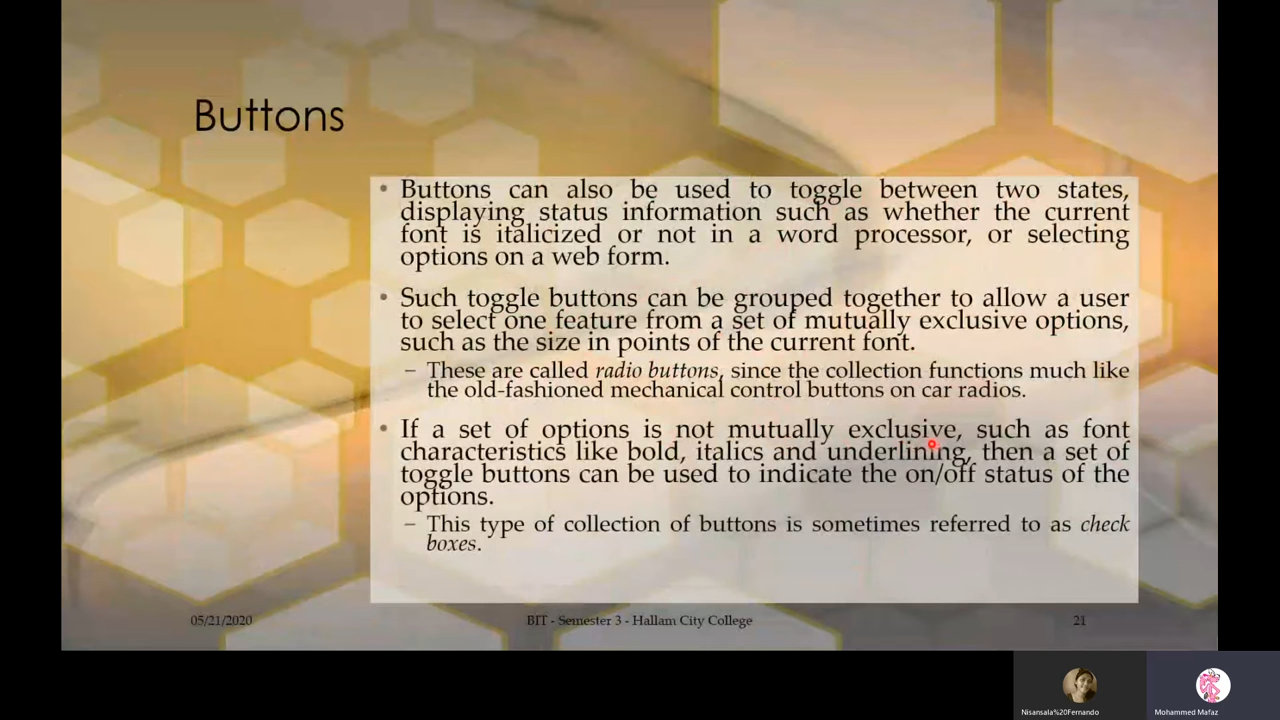 Buttons
• Buttons can also be used to toggle between two states,
displaying status information such as whether the current
font is italicized or not in a word processor, or selecting
options on a web form.
• Such toggle buttons can be grouped together to allow a user
to select one feature from a set of mutually exclusive options,
such as the size in points of the current font.
– These are called radio buttons, since the collection functions much like
the old-fashioned mechanical control buttons on car radios.
• If a set of options is not mutually exclusive, such as font
characteristics like bold, italics and underlining, then a set of
toggle buttons can be used to indicate the on/off status of the
options.
– This type of collection of buttons is sometimes referred to as check
boxes.
05/21/2020 BIT - Semester 3 - Hallam City College 21
Nisansala%20Fernando Mohammed Mafaz